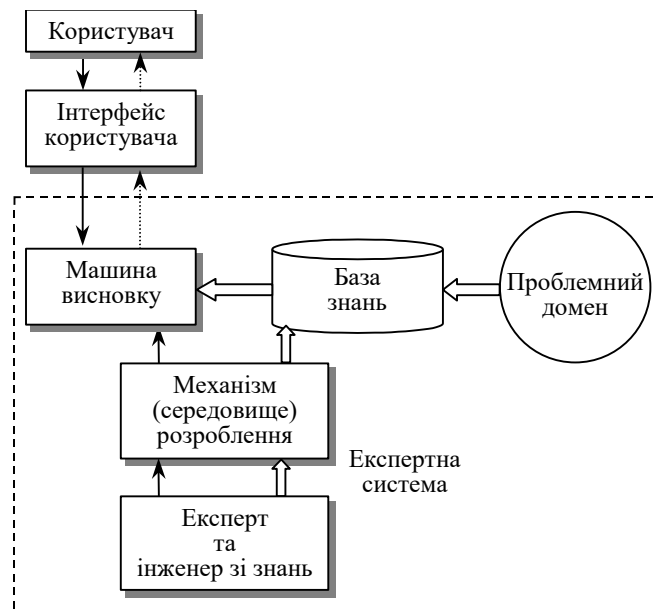 Користувач
Інтерфейс
користувача
Машина
висновку
База
знань
Проблемний
домен
Механізм
(середовище)
розроблення
Експертна
система
Експерт
та
інженер зі знань